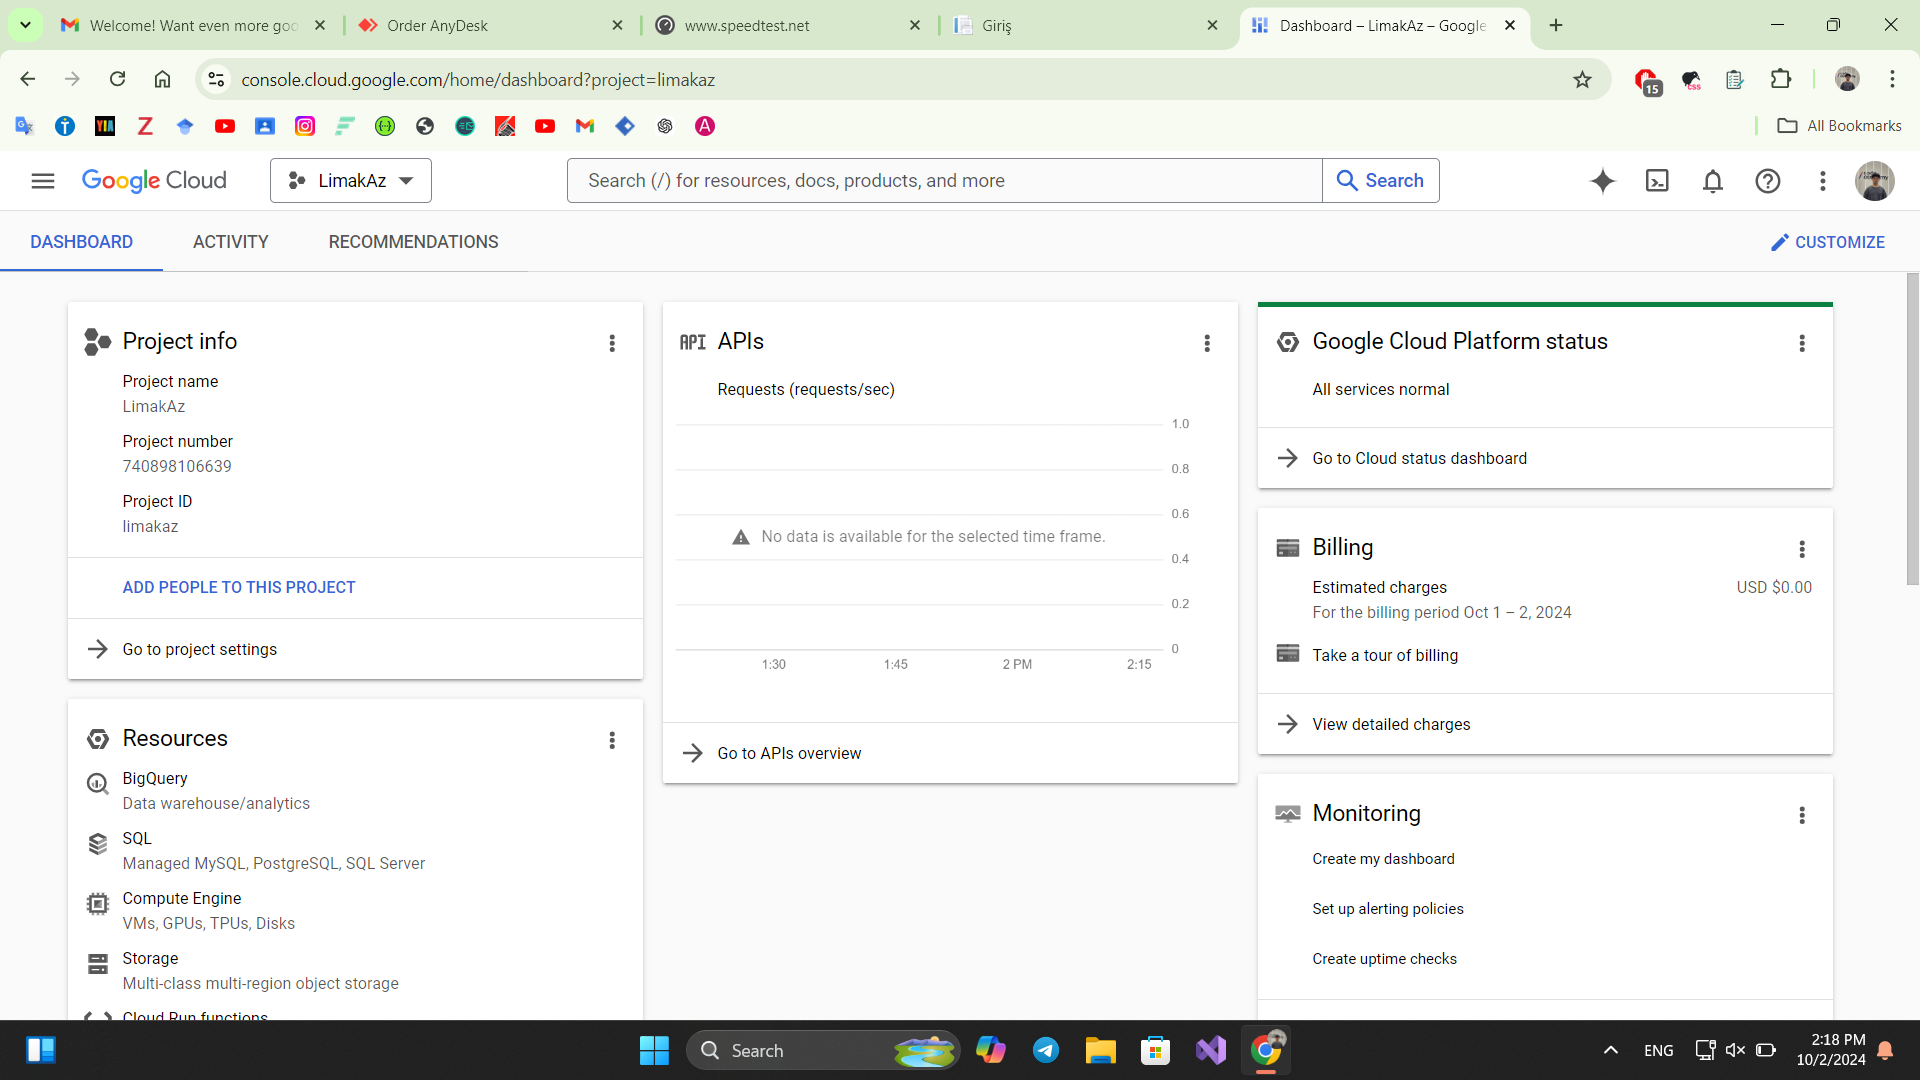 Welcome! Want even more goo
Order AnyDesk
www.speedtest.net
Giriş
Dashboard – LimakAz – Google
console.cloud.google.com/home/dashboard?project=limakaz
15
All Bookmarks
Google Cloud
LimakAz
Search (/) for resources, docs, products, and more
Search
DASHBOARD
ACTIVITY
RECOMMENDATIONS
CUSTOMIZE
Project info
Project name
LimakAz
Project number
740898106639
Project ID
limakaz
ADD PEOPLE TO THIS PROJECT
Go to project settings
Resources
BigQuery
Data warehouse/analytics
SQL
Managed MySQL, PostgreSQL, SQL Server
Compute Engine
VMs, GPUs, TPUs, Disks
Storage
Multi-class multi-region object storage
Cloud Run functions
API APIs
Requests (requests/sec)
1.0
0.8
0.6
No data is available for the selected time frame.
0.4
0.2
0
1:30
1:45
2 PM
2:15
Go to APIs overview
Google Cloud Platform status
All services normal
Go to Cloud status dashboard
Billing
Estimated charges
USD $0.00
For the billing period Oct 1 – 2, 2024
Take a tour of billing
View detailed charges
Monitoring
Create my dashboard
Set up alerting policies
Create uptime checks
Search
ENG
2:18 PM
10/2/2024